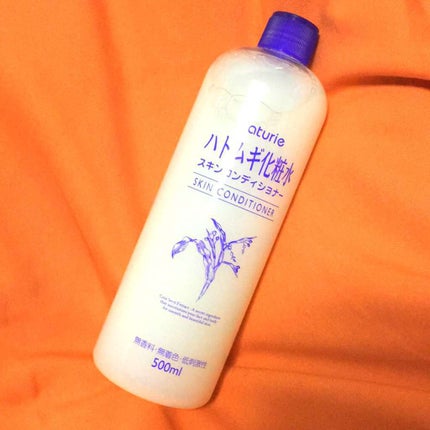 aturie
ハトムギ化粧水
スキンコンディショナー
SKIN CONDITIONER
無香料・無着色・低刺激性
500ml